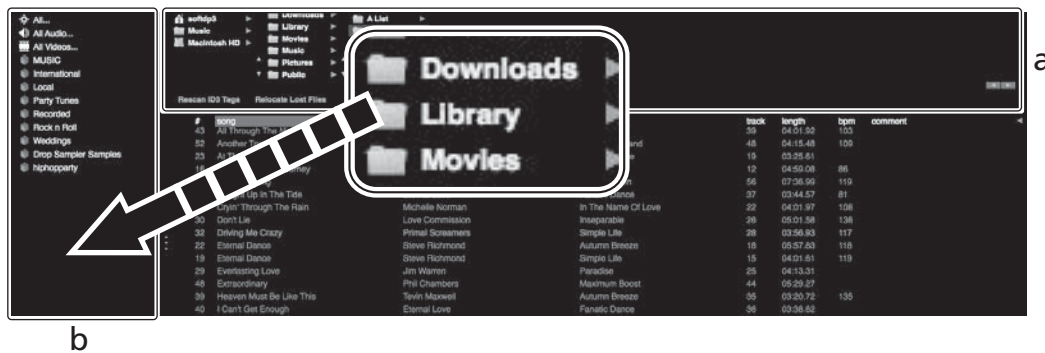 All...
All Audio...
All Videos...
MUSIC
International
Local
Party Tunes
Recorded
Rock n Roll
Weddings
Drop Sampler Samples
hiphopparty
softdp3
Music
Macintosh HD
Downloads
Library
Movies
Music
Pictures
Public
A List
Rescan ID3 Tags Relocate Lost Files
Downloads
Library
Movies
a
# song track length bpm comment
43 All Through The 39 04:01.92 103
52 Another 48 04:15.48 109
23 19 03:25.61
12 04:59.08 86
56 07:36.99 119
Up In The Tide 37 03:44.57 81
Cryin' Through The Rain Michelle Norman In The Name Of Love 22 04:01.97 108
30 Don't Lie Love Commission Inseparable 26 05:01.58 138
32 Driving Me Crazy Primal Screamers Simple Life 28 03:56.93 117
22 Eternal Dance Steve Richmond Autumn Breeze 18 05:57.83 118
19 Eternal Dance Steve Richmond Simple Life 15 04:01.61 119
29 Everlasting Love Jim Warren Paradise 25 04:13.31
48 Extraordinary Phil Chambers Maximum Boost 44 05:29.27
39 Heaven Must Be Like This Tevin Maxwell Autumn Breeze 35 03:20.72 135
40 I Can't Get Enough Eternal Love Fanatic Dance 36 03:38.62
b